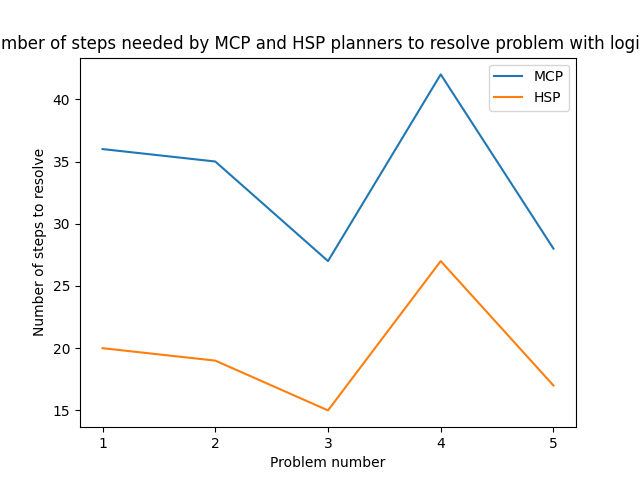 mber of steps needed by MCP and HSP planners to resolve problem with logi
MCP
HSP
Number of steps to resolve
40
35
30
25
20
15
1 2 3 4 5
Problem number